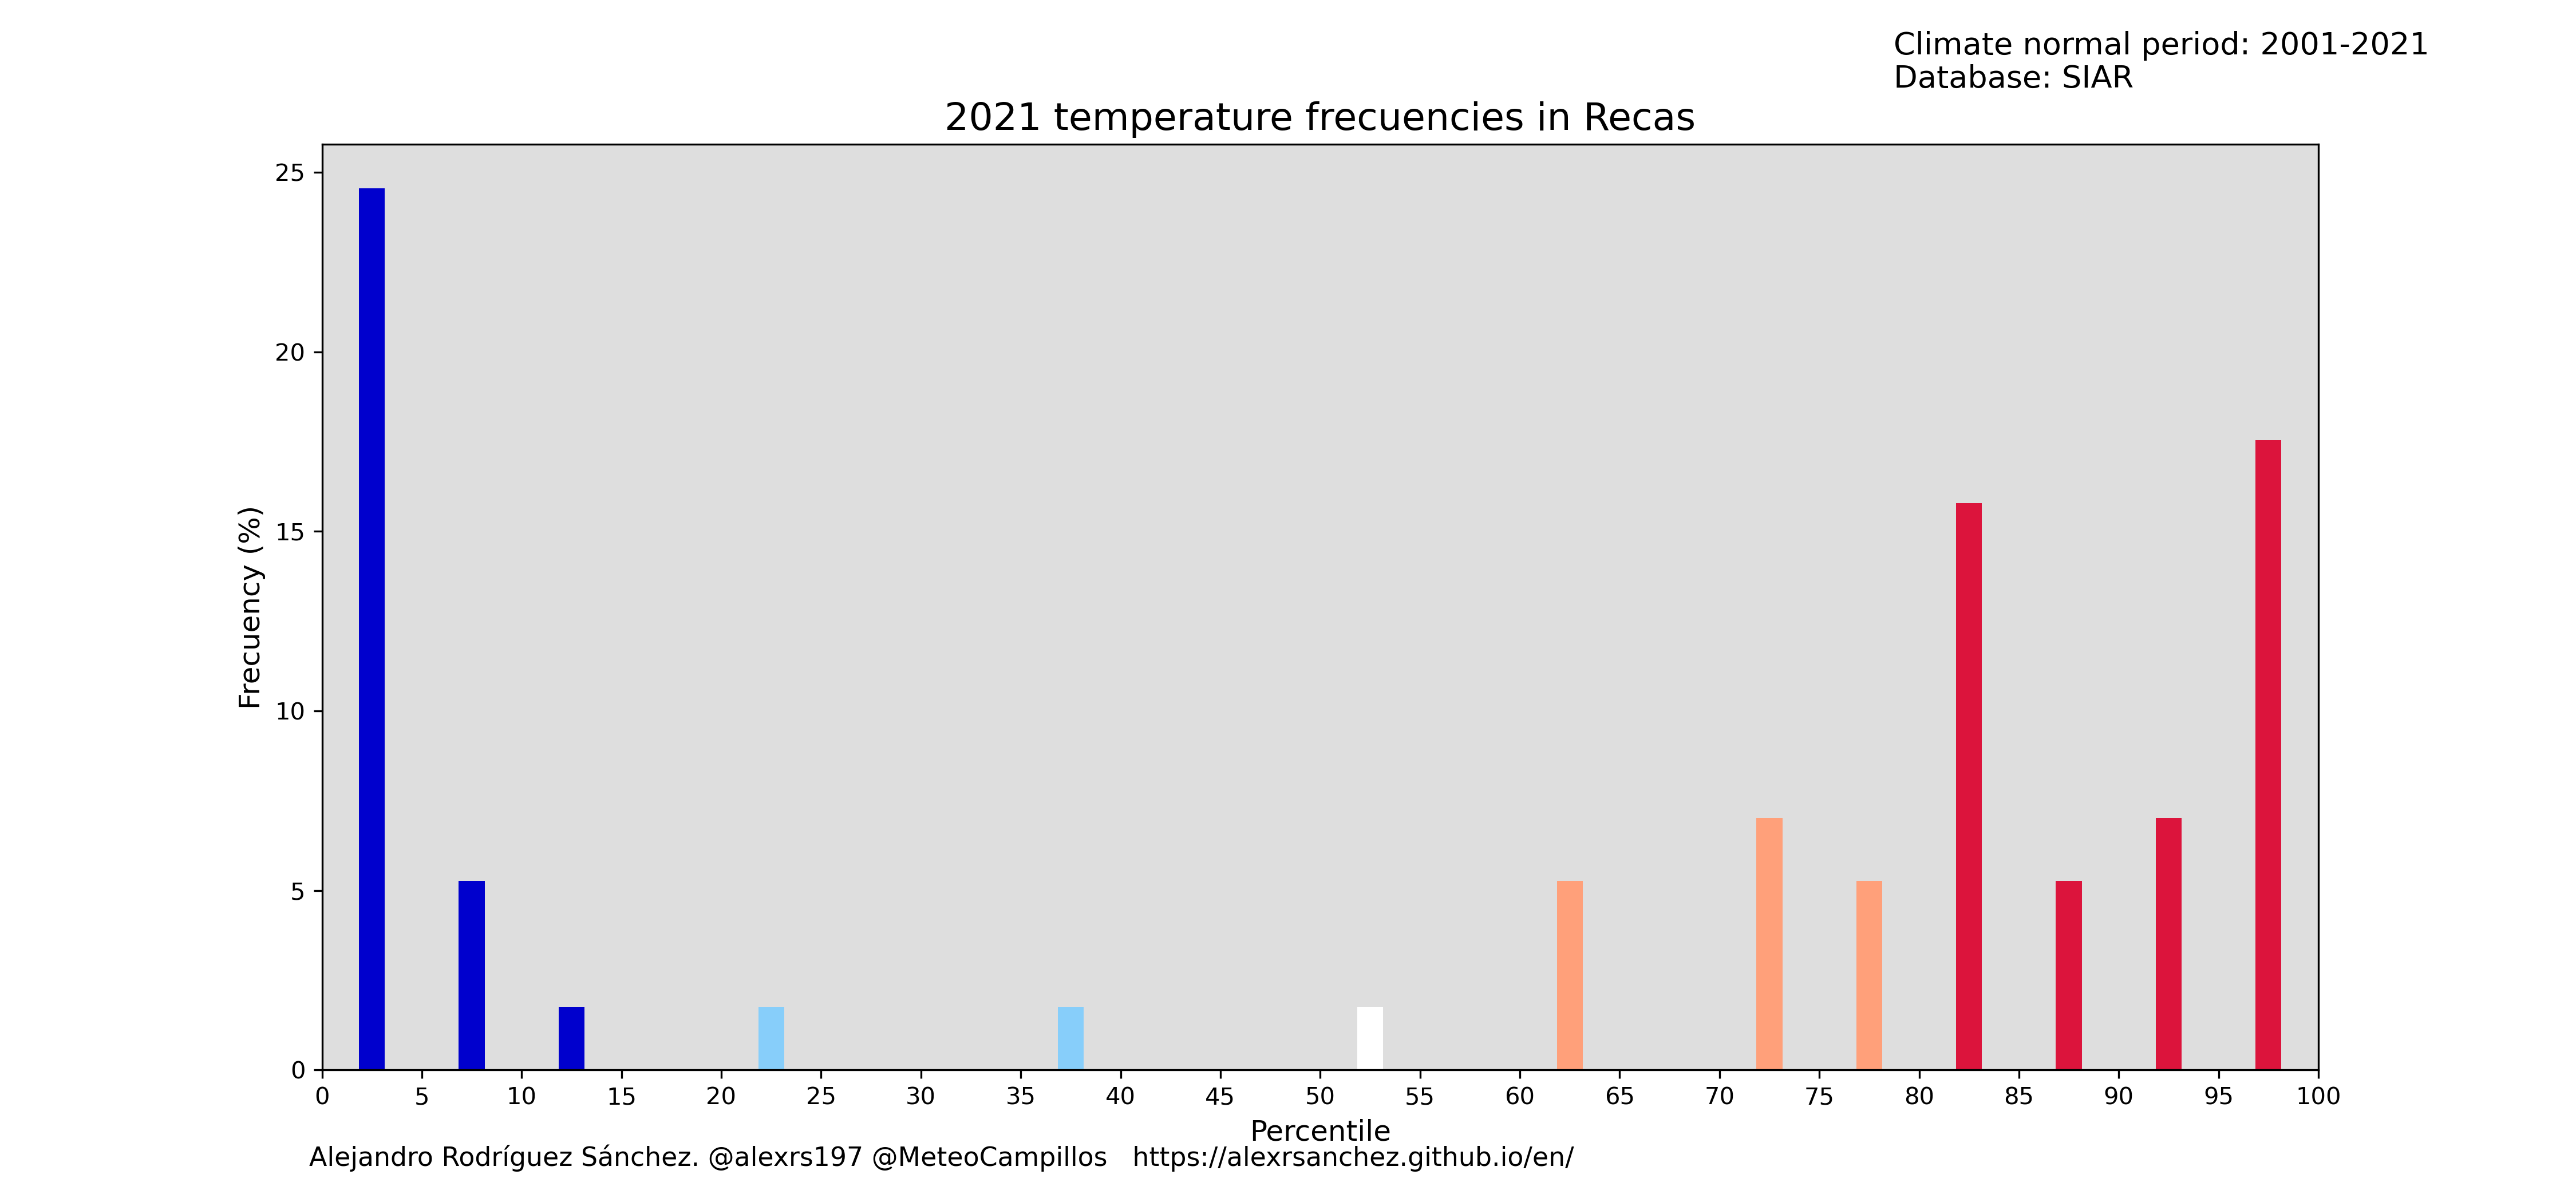 Climate normal period: 2001-2021
Database: SIAR
2021 temperature frecuencies in Recas
25
20
15
10
5
0
Frecuency (%)
0 5 10 15 20 25 30 35 40 45 50 55 60 65 70 75 80 85 90 95 100
Percentile
Alejandro Rodríguez Sánchez. @alexrs197 @MeteoCampillos https://alexrsanchez.github.io/en/